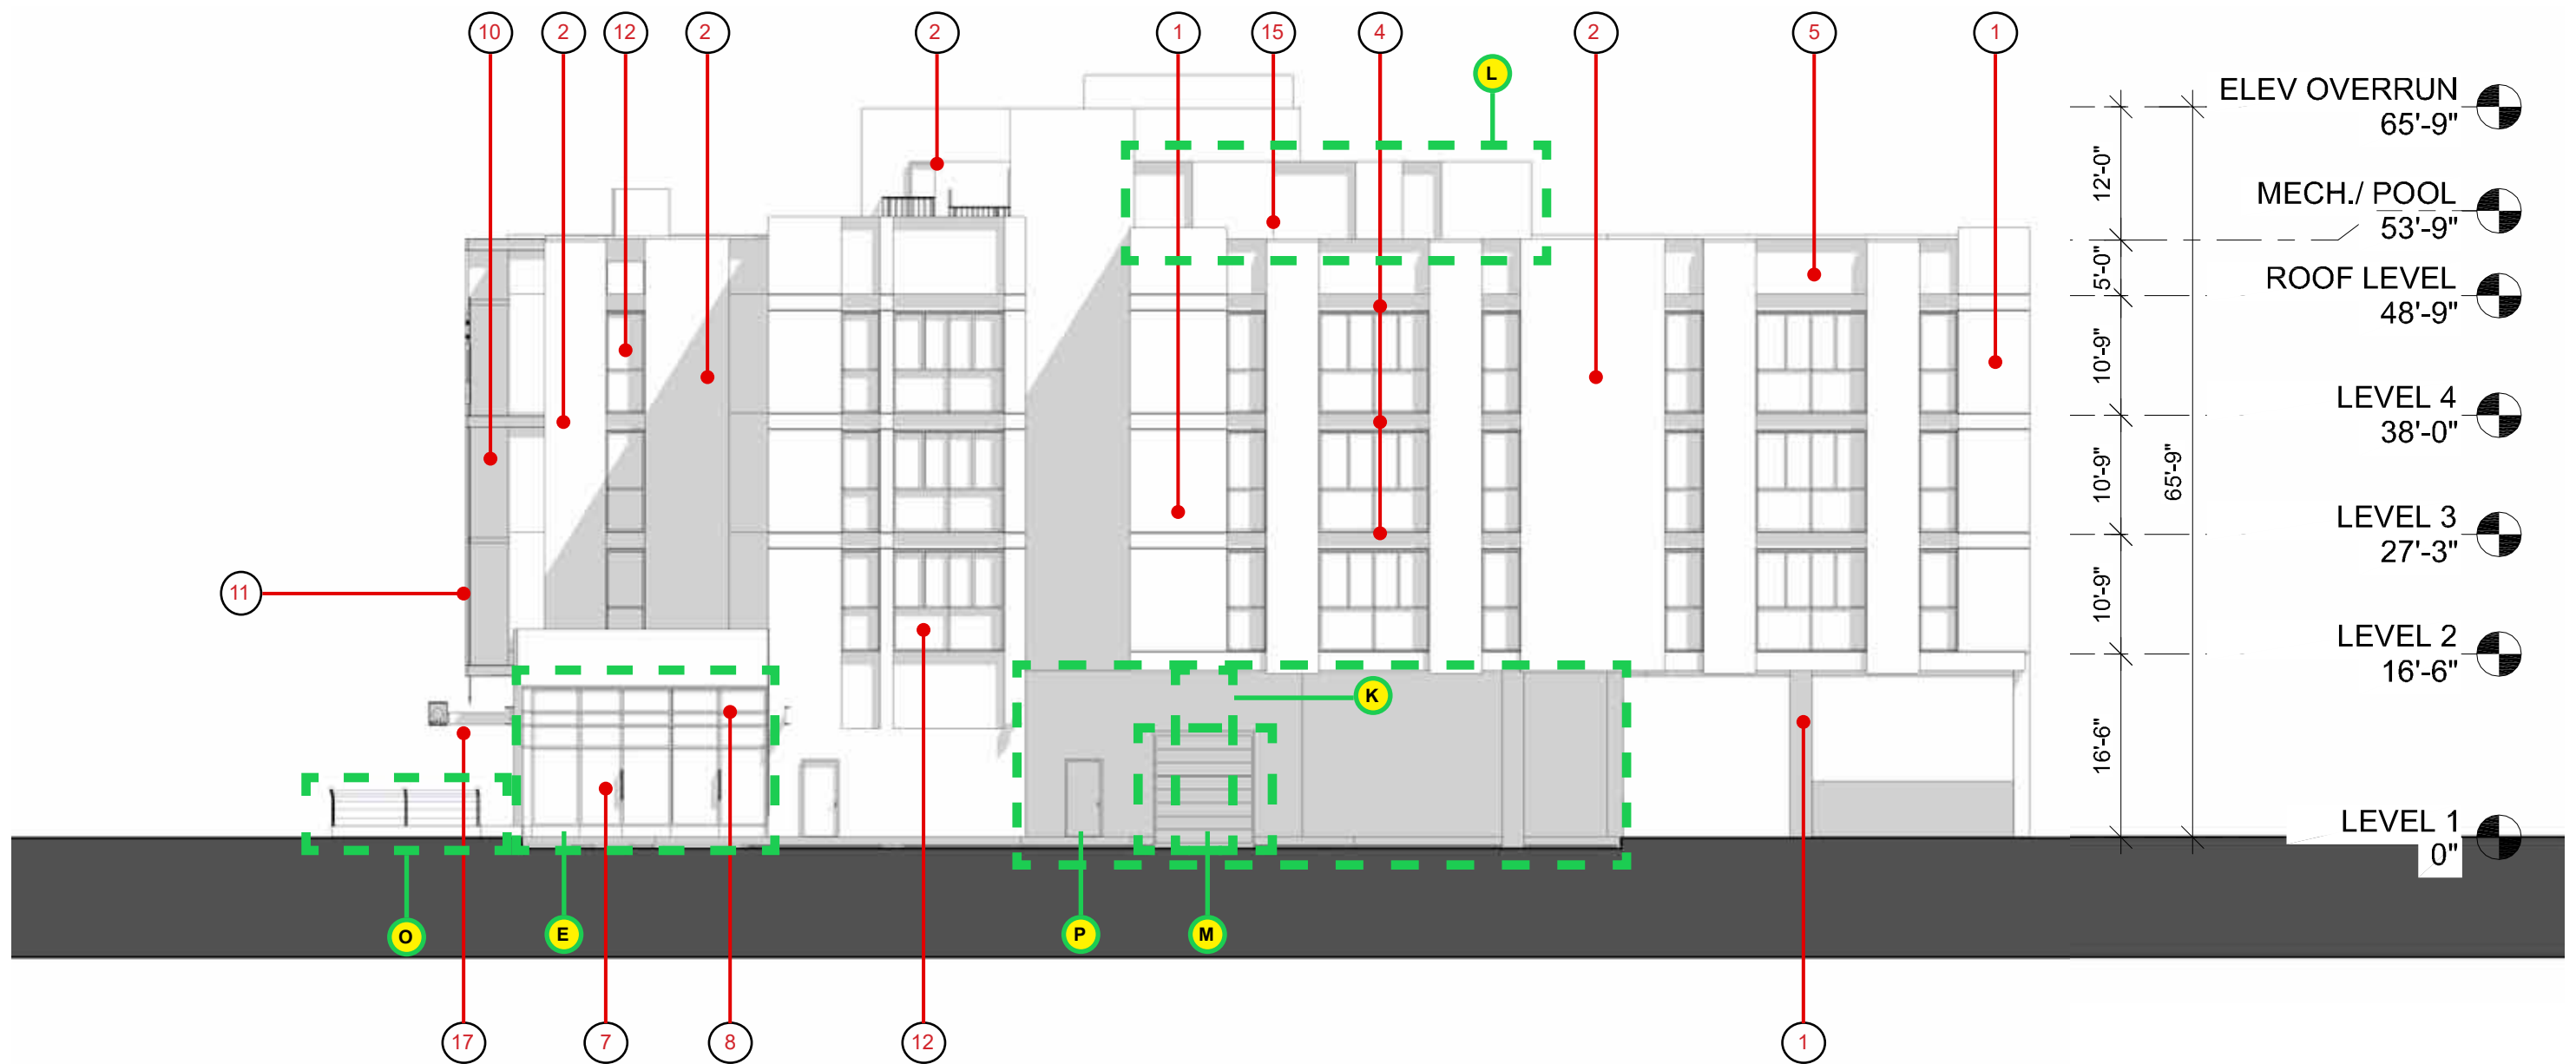 10
2
12
2
2
1
15
4
2
5
1
L
ELEV OVERRUN
65'-9"
12'-0"
MECH./ POOL
53'-9"
5'-0"
ROOF LEVEL
48'-9"
10'-9"
LEVEL 4
38'-0"
10'-9"
65'-9"
LEVEL 3
27'-3"
10'-9"
11
LEVEL 2
16'-6"
K
16'-6"
LEVEL 1
0"
O
E
P
M
17
7
8
12
1